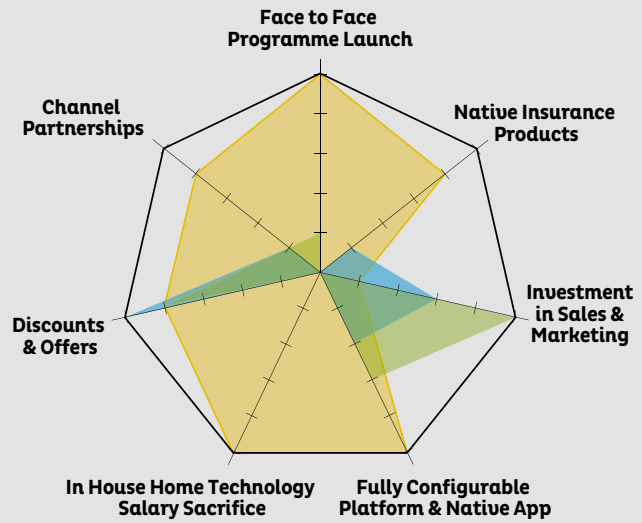 Face to Face
Programme Launch
Channel
Partnerships
Native Insurance
Products
Discounts
& Offers
Investment
in Sales &
Marketing
In House Home Technology
Salary Sacrifice
Fully Configurable
Platform & Native App